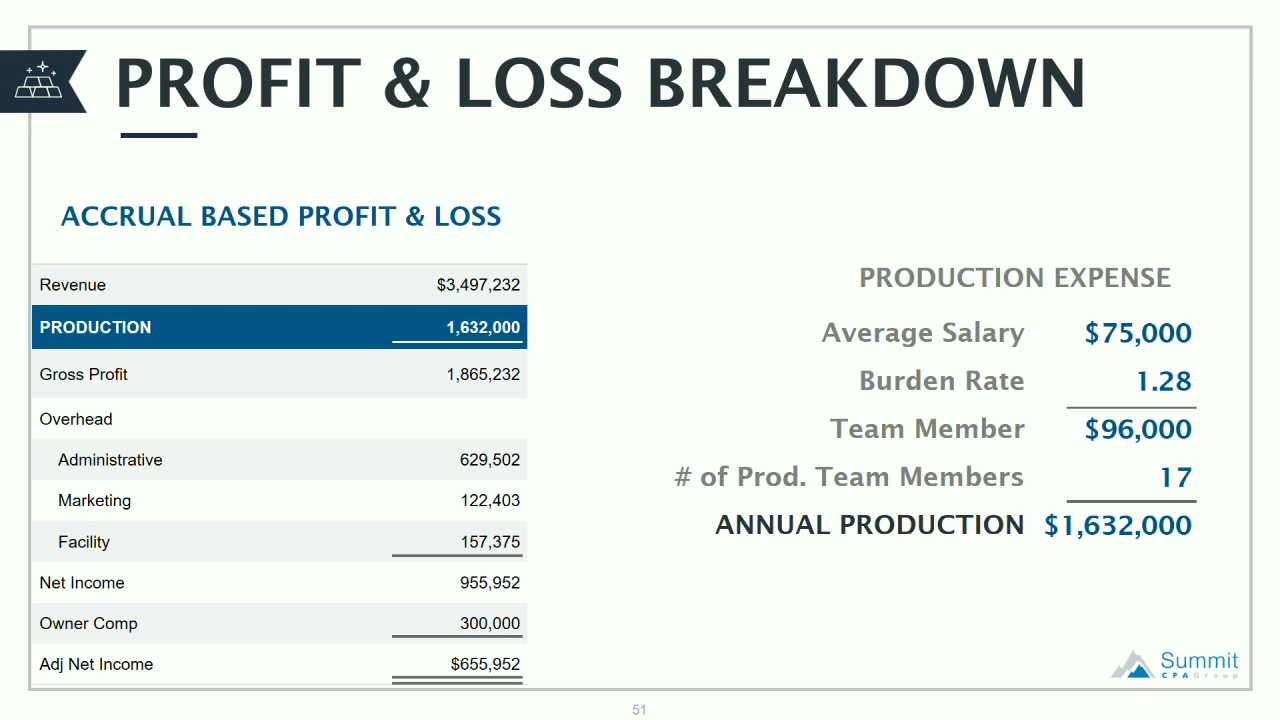 PROFIT & LOSS BREAKDOWN
ACCRUAL BASED PROFIT & LOSS
Revenue $3,497,232
PRODUCTION 1,632,000
Gross Profit 1,865,232
Overhead
Administrative 629,502
Marketing 122,403
Facility 157,375
Net Income 955,952
Owner Comp 300,000
Adj Net Income $655,952
PRODUCTION EXPENSE
Average Salary $75,000
Burden Rate 1.28
Team Member $96,000
# of Prod. Team Members 17
ANNUAL PRODUCTION $1,632,000
Summit
CPA Group
51